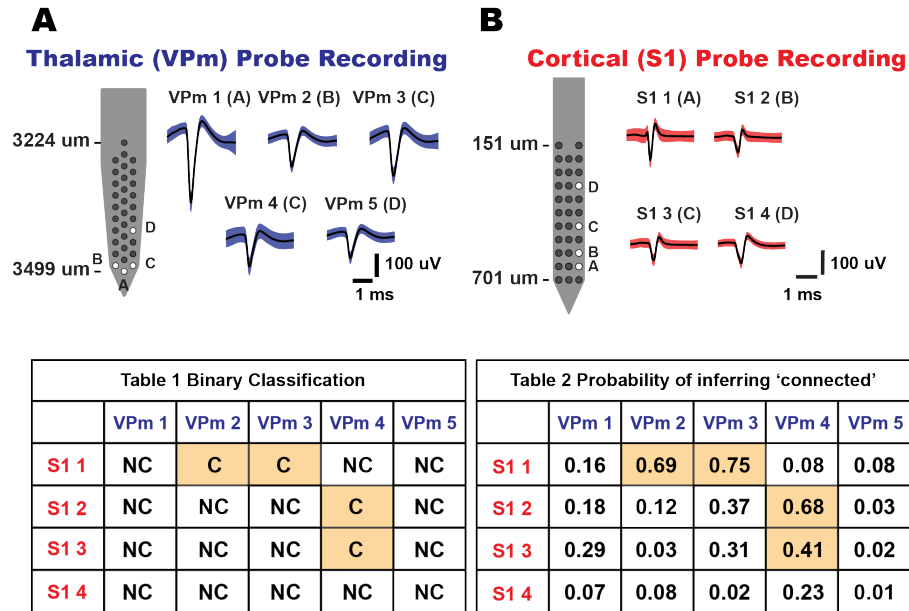 A
Thalamic (VPm) Probe Recording
VPm 1 (A) VPm 2 (B) VPm 3 (C)
3224 um
VPm 4 (C) VPm 5 (D)
D
B C
3499 um
A
100 uV
1 ms
B
Cortical (S1) Probe Recording
S1 1 (A) S1 2 (B)
151 um
D
S1 3 (C) S1 4 (D)
C
B
A
701 um
100 uV
1 ms
Table 1 Binary Classification
VPm 1 VPm 2 VPm 3 VPm 4 VPm 5
S1 1 NC C C NC NC
S1 2 NC NC NC C NC
S1 3 NC NC NC C NC
S1 4 NC NC NC NC NC
Table 2 Probability of inferring ‘connected’
VPm 1 VPm 2 VPm 3 VPm 4 VPm 5
S1 1 0.16 0.69 0.75 0.08 0.08
S1 2 0.18 0.12 0.37 0.68 0.03
S1 3 0.29 0.03 0.31 0.41 0.02
S1 4 0.07 0.08 0.02 0.23 0.01